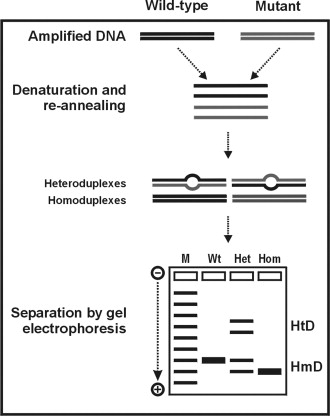 Wild-type Mutant
Amplified DNA
Denaturation and
re-annealing
Heteroduplexes
Homoduplexes
M Wt Het Hom
−
Separation by gel
electrophoresis
HtD
HmD
+